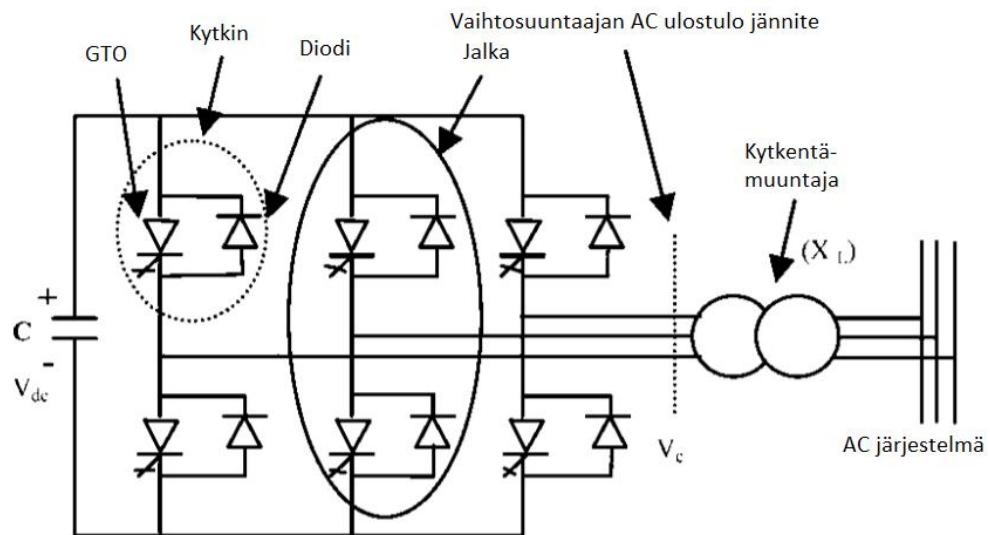 Vaihtosuuntaajan AC ulostulo jännite
Kytkin
GTO
Diodi
Jalka
Kytkentä-
muuntaja
(X L)
+
C
-
Vdc
Vc
AC järjestelmä